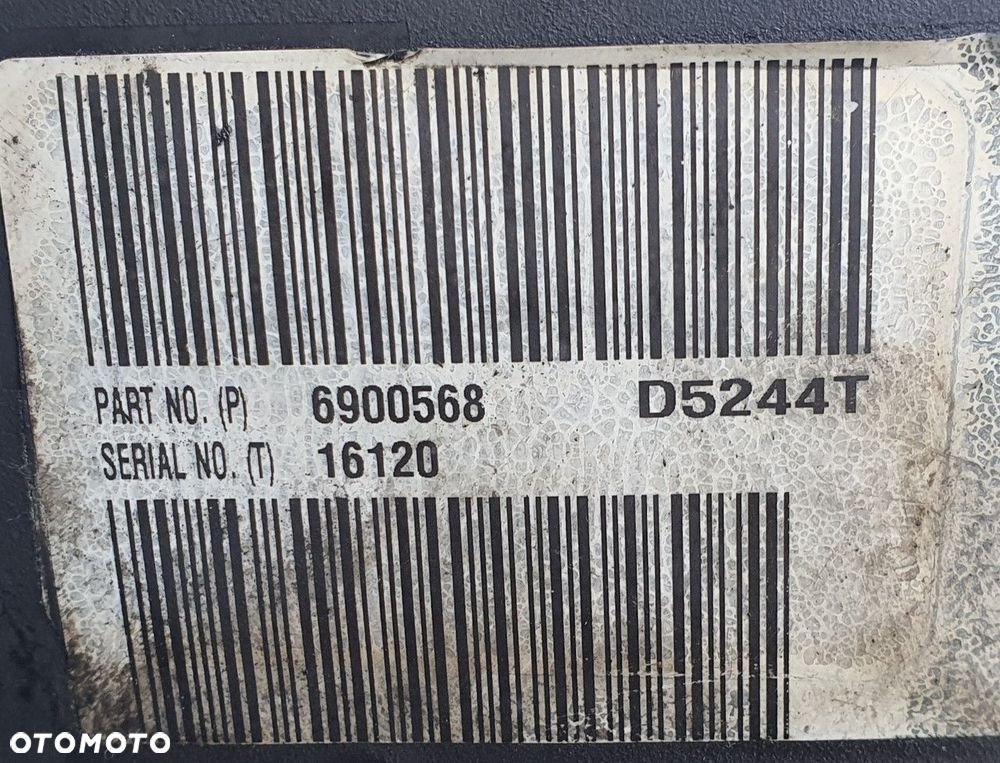 PART NO. (P) 6900568 D5244T
SERIAL NO. (T) 16120
OTOMOTO